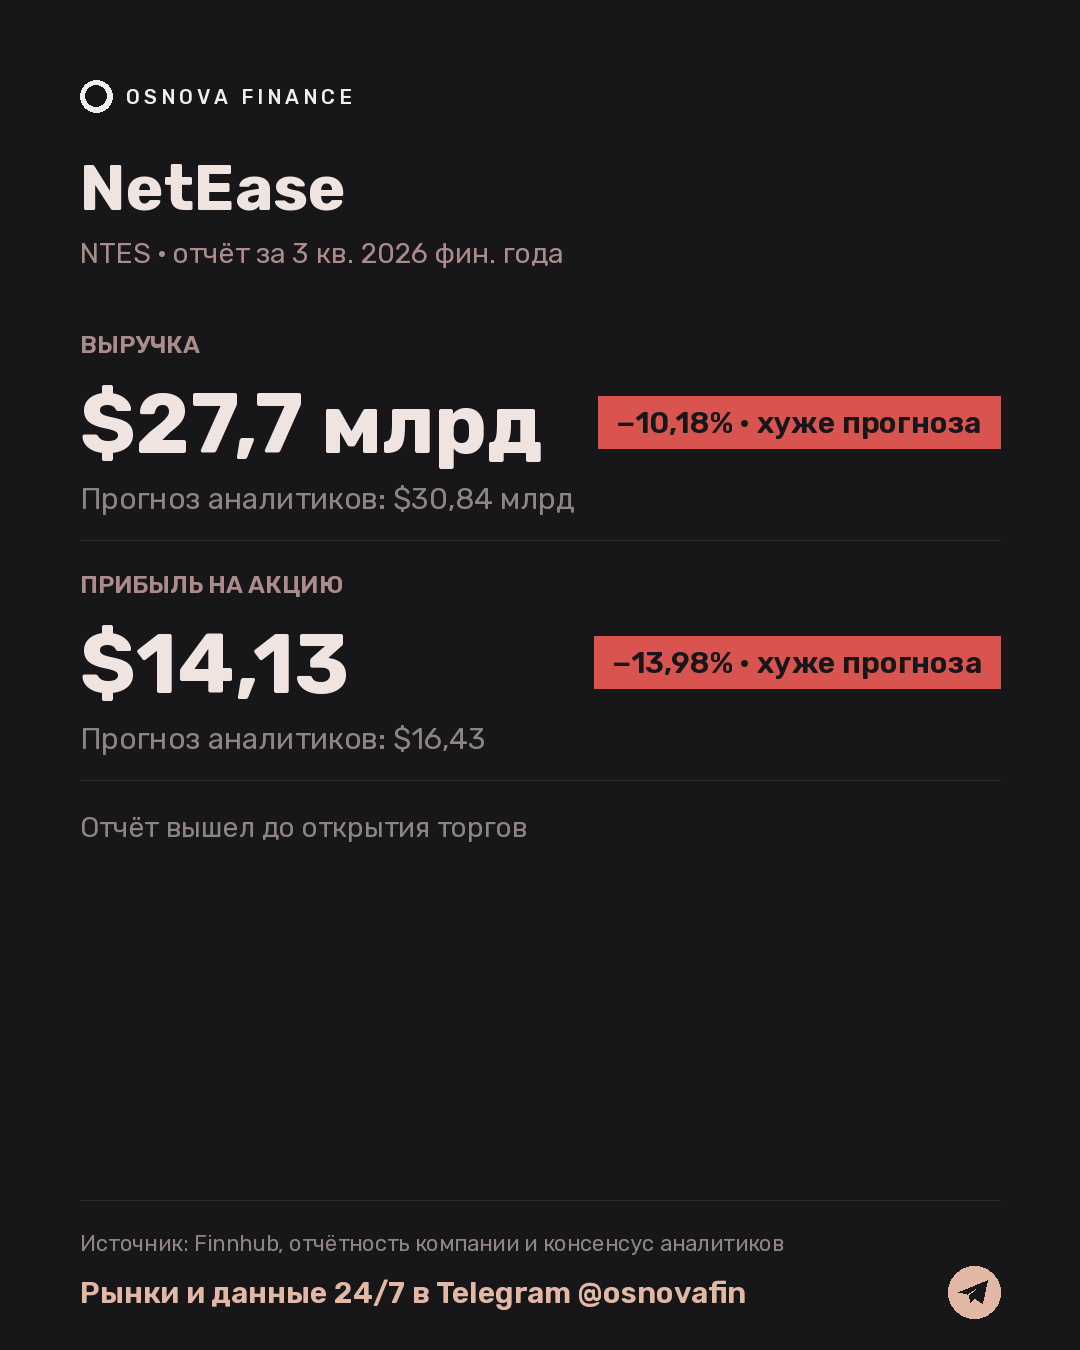 OSNOVA FINANCE
NetEase
NTES • отчёт за 3 кв. 2026 фин. года
ВЫРУЧКА
$27,7 млрд
−10,18% • хуже прогноза
Прогноз аналитиков: $30,84 млрд
ПРИБЫЛЬ НА АКЦИЮ
$14,13
−13,98% • хуже прогноза
Прогноз аналитиков: $16,43
Отчёт вышел до открытия торгов
Источник: Finnhub, отчётность компании и консенсус аналитиков
Рынки и данные 24/7 в Telegram @osnovafin